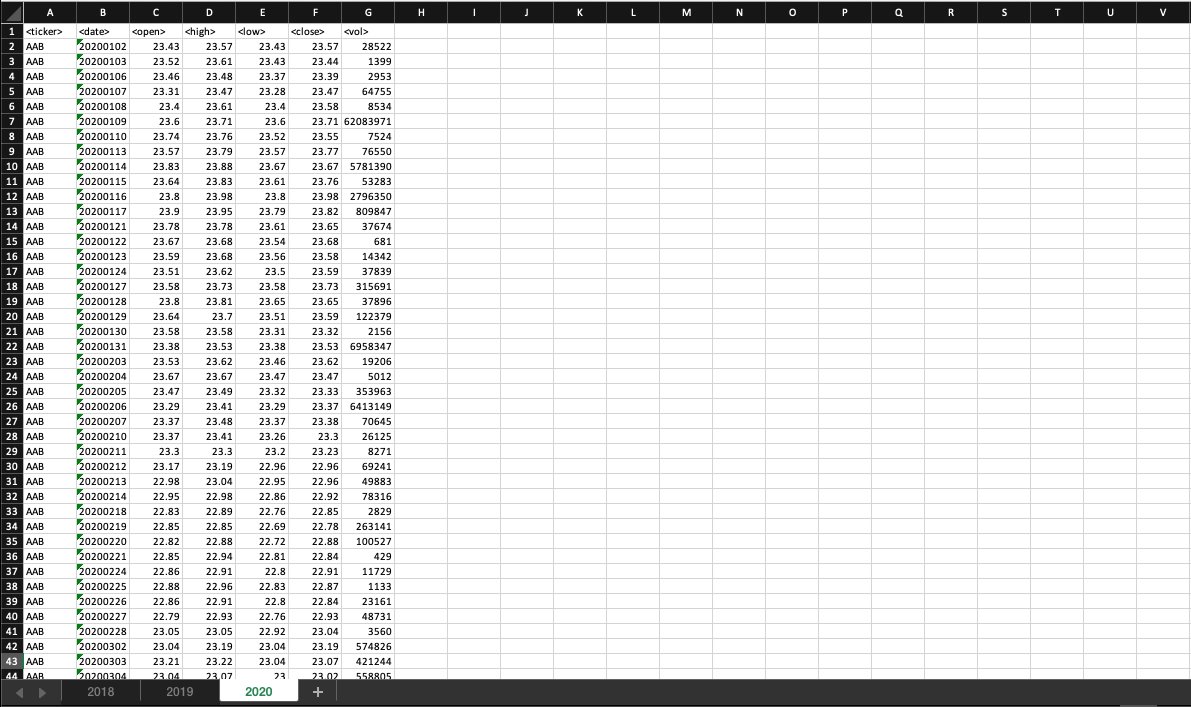 A B C D E F G H I J K L M N O P Q R S T U V
1 <ticker> <date> <open> <high> <low> <close> <vol>
2 AAB 20200102 23.43 23.57 23.43 23.57 28522
3 AAB 20200103 23.52 23.61 23.43 23.44 1399
4 AAB 20200106 23.46 23.48 23.37 23.39 2953
5 AAB 20200107 23.31 23.47 23.28 23.47 64755
6 AAB 20200108 23.4 23.61 23.4 23.58 8534
7 AAB 20200109 23.6 23.71 23.6 23.71 62083971
8 AAB 20200110 23.74 23.76 23.52 23.55 7524
9 AAB 20200113 23.57 23.79 23.57 23.77 76550
10 AAB 20200114 23.83 23.88 23.67 23.67 5781390
11 AAB 20200115 23.64 23.83 23.61 23.76 53283
12 AAB 20200116 23.8 23.98 23.8 23.98 2796350
13 AAB 20200117 23.9 23.95 23.79 23.82 809847
14 AAB 20200121 23.78 23.78 23.61 23.65 37674
15 AAB 20200122 23.67 23.68 23.54 23.68 681
16 AAB 20200123 23.59 23.68 23.56 23.58 14342
17 AAB 20200124 23.51 23.62 23.5 23.59 37839
18 AAB 20200127 23.58 23.73 23.58 23.73 315691
19 AAB 20200128 23.8 23.81 23.65 23.65 37896
20 AAB 20200129 23.64 23.7 23.51 23.59 122379
21 AAB 20200130 23.58 23.58 23.31 23.32 2156
22 AAB 20200131 23.38 23.53 23.38 23.53 6958347
23 AAB 20200203 23.53 23.62 23.46 23.62 19206
24 AAB 20200204 23.67 23.67 23.47 23.47 5012
25 AAB 20200205 23.47 23.49 23.32 23.33 353963
26 AAB 20200206 23.29 23.41 23.29 23.37 6413149
27 AAB 20200207 23.37 23.48 23.37 23.38 70645
28 AAB 20200210 23.37 23.41 23.26 23.3 26125
29 AAB 20200211 23.3 23.3 23.2 23.23 8271
30 AAB 20200212 23.17 23.19 22.96 22.96 69241
31 AAB 20200213 22.98 23.04 22.95 22.96 49883
32 AAB 20200214 22.95 22.98 22.86 22.92 78316
33 AAB 20200218 22.83 22.89 22.76 22.85 2829
34 AAB 20200219 22.85 22.85 22.69 22.78 263141
35 AAB 20200220 22.82 22.88 22.72 22.88 100527
36 AAB 20200221 22.85 22.94 22.81 22.84 429
37 AAB 20200224 22.86 22.91 22.8 22.91 11729
38 AAB 20200225 22.88 22.96 22.83 22.87 1133
39 AAB 20200226 22.86 22.91 22.8 22.84 23161
40 AAB 20200227 22.79 22.93 22.76 22.93 48731
41 AAB 20200228 23.05 23.05 22.92 23.04 3560
42 AAB 20200302 23.04 23.19 23.04 23.19 574826
43 AAB 20200303 23.21 23.22 23.04 23.07 421244
44 AAB 20200304 23.04 23.07 23 23.02 558805
2018 2019 2020 +